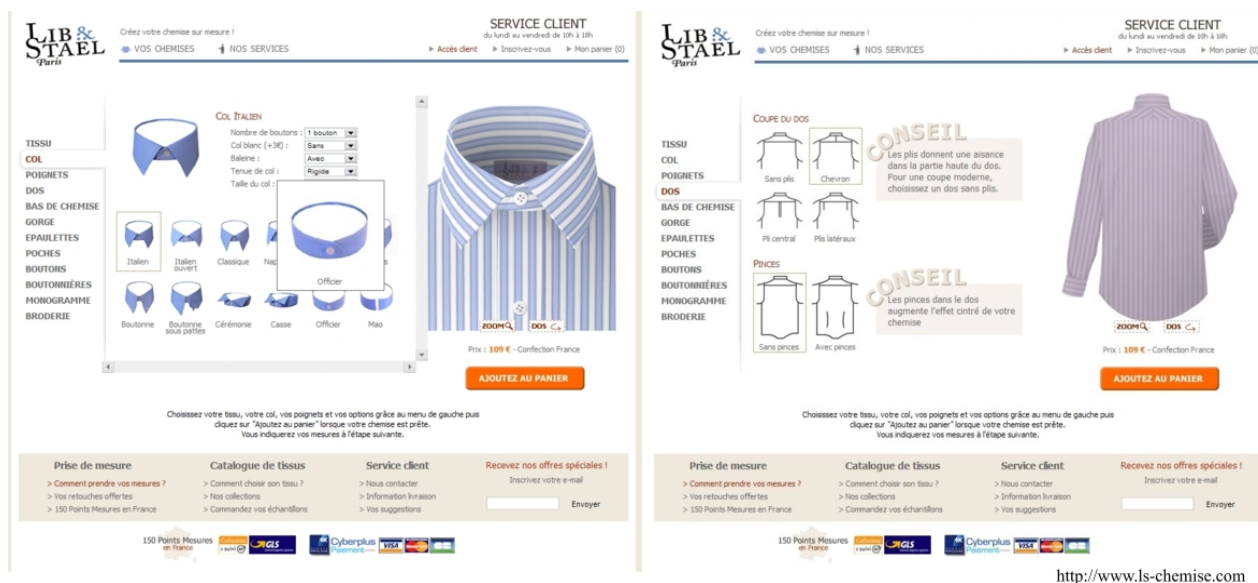 LIB &
STAEL
Paris
Créez votre chemise sur mesure !
VOS CHEMISES
NOS SERVICES
SERVICE CLIENT
du lundi au vendredi de 10h à 18h
Accès client
Inscrivez-vous
Mon panier (0)
TISSU
COL
POIGNETS
DOS
BAS DE CHEMISE
GORGE
EPAULETTES
POCHES
BOUTONS
BOUTONNIÈRES
MONOGRAMME
BRODERIE
COL ITALIEN
Nombre de boutons : 1 bouton
Col blanc (+3€) : Sans
Baleine : Avec
Tenue de col : Rigide
Taille du col :
Italien
Italien
ouvert
Classique
Officier
Boutonne
Boutonne
sous pattes
Cérémonie
Casse
Officier
Mao
ZOOM
DOS
Prix : 109 € - Confection France
AJOUTEZ AU PANIER
Choisissez votre tissu, votre col, vos poignets et vos options grâce au menu de gauche puis
cliquez sur "Ajoutez au panier" lorsque votre chemise est prête.
Vous indiquerez vos mesures à l'étape suivante.
Prise de mesure
> Comment prendre vos mesures ?
> Vos retouches offertes
> 150 Points Mesures en France
Catalogue de tissus
> Comment choisir son tissu ?
> Nos collections
> Commandez vos échantillons
Service client
> Nous contacter
> Information livraison
> Vos suggestions
Recevez nos offres spéciales !
Inscrivez votre e-mail
Envoyer
150 Points Mesures
en France
GLS
Cyberplus
Paiement
VISA
LIB &
STAEL
Paris
Créez votre chemise sur mesure !
VOS CHEMISES
NOS SERVICES
SERVICE CLIENT
du lundi au vendredi de 10h à 18h
Accès client
Inscrivez-vous
Mon panier (0)
TISSU
COL
POIGNETS
DOS
BAS DE CHEMISE
GORGE
EPAULETTES
POCHES
BOUTONS
BOUTONNIÈRES
MONOGRAMME
BRODERIE
COUPE DU DOS
Sans plis
Chevron
Pli central
Plis latéraux
CONSEIL
Les plis donnent une aisance
dans la partie haute du dos.
Pour une coupe moderne,
choisissez un dos sans plis.
PINCES
Sans pinces
Avec pinces
CONSEIL
Les pinces dans le dos
augmente l'effet cintré de votre
chemise
ZOOM
DOS
Prix : 109 € - Confection France
AJOUTEZ AU PANIER
Choisissez votre tissu, votre col, vos poignets et vos options grâce au menu de gauche puis
cliquez sur "Ajoutez au panier" lorsque votre chemise est prête.
Vous indiquerez vos mesures à l'étape suivante.
Prise de mesure
> Comment prendre vos mesures ?
> Vos retouches offertes
> 150 Points Mesures en France
Catalogue de tissus
> Comment choisir son tissu ?
> Nos collections
> Commandez vos échantillons
Service client
> Nous contacter
> Information livraison
> Vos suggestions
Recevez nos offres spéciales !
Inscrivez votre e-mail
Envoyer
150 Points Mesures
en France
GLS
Cyberplus
Paiement
VISA
http://www.ls-chemise.com